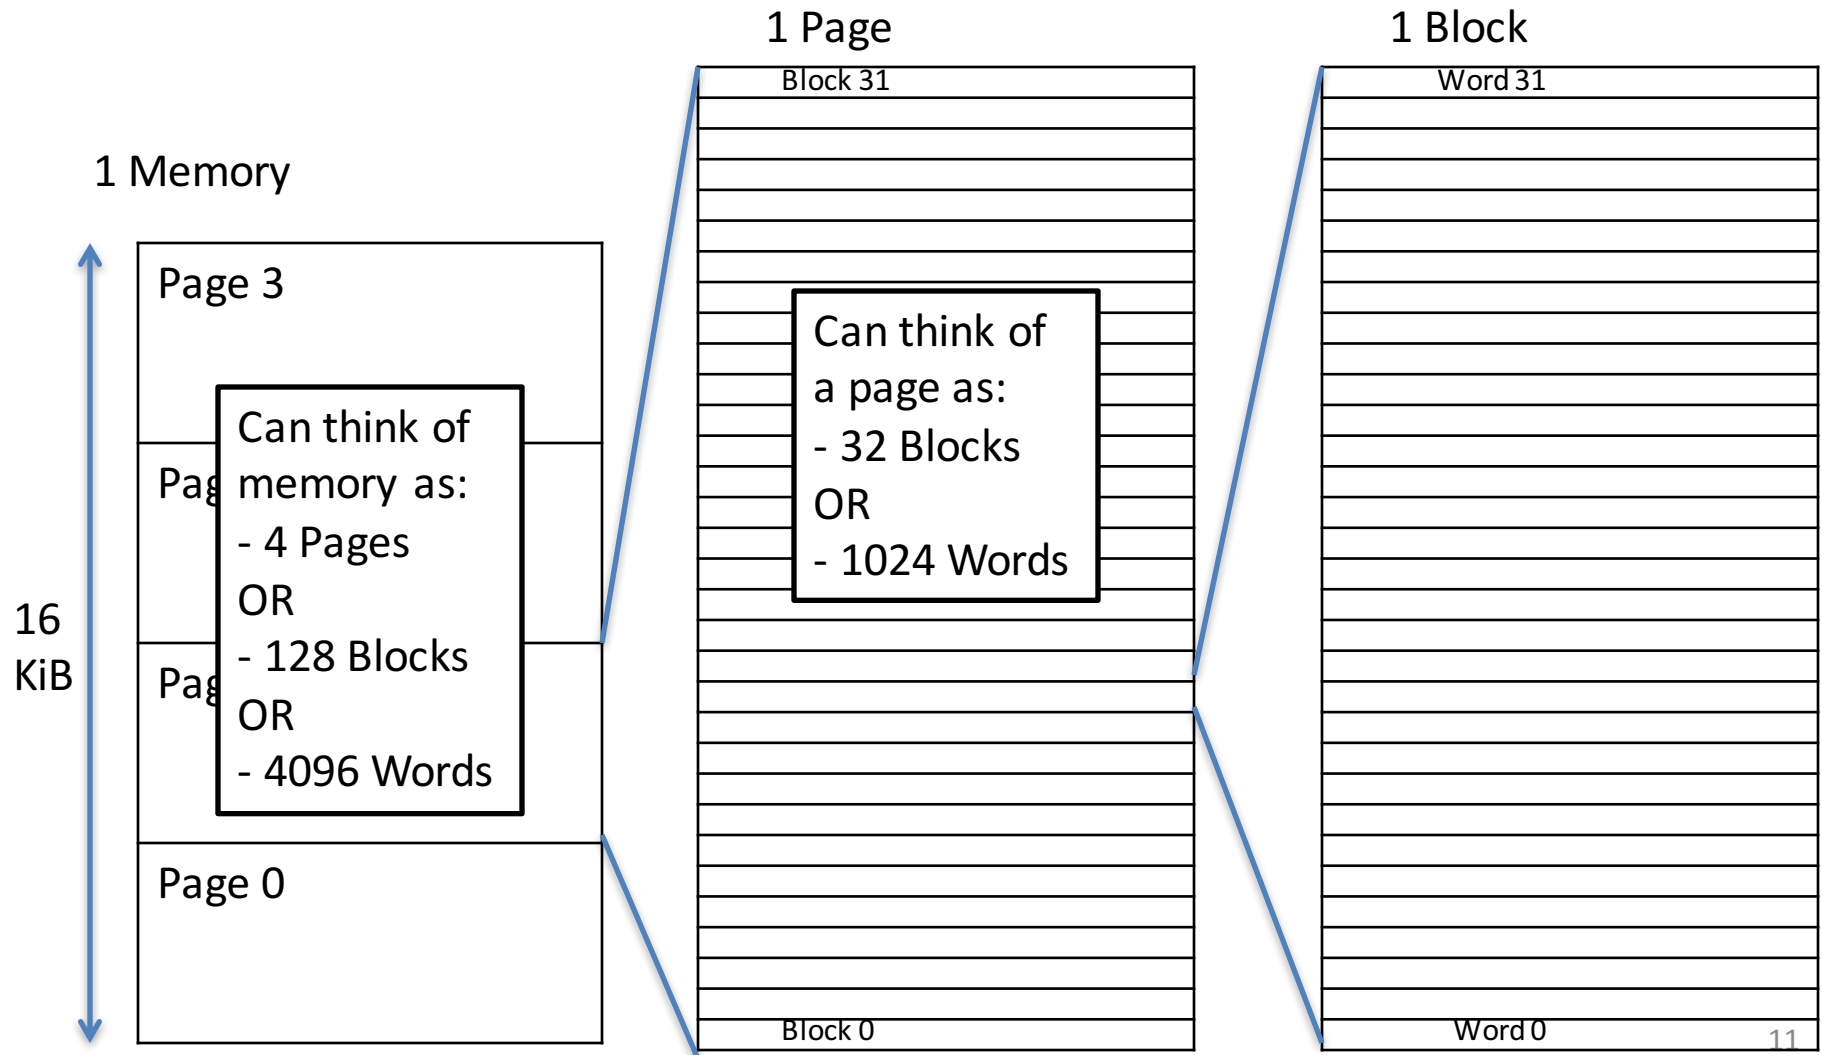 1 Memory
16
KiB
Page 3
Pag
Pag
Page 0
Can think of
memory as:
- 4 Pages
OR
- 128 Blocks
OR
- 4096 Words
1 Page
Block 31
Can think of
a page as:
- 32 Blocks
OR
- 1024 Words
Block 0
1 Block
Word 31
Word 0
11